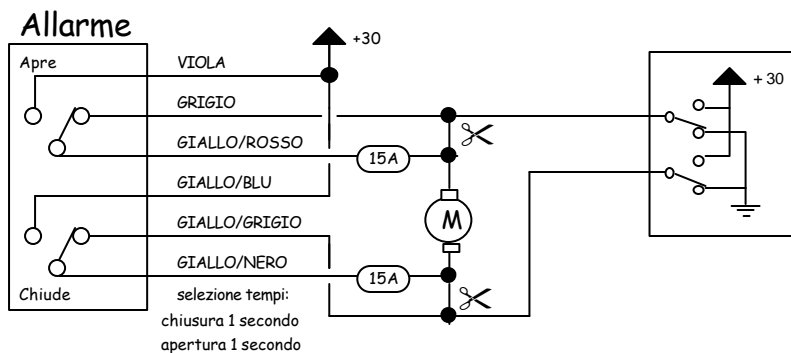 Allarme
+30
Apre
VIOLA
+ 30
GRIGIO
GIALLO/ROSSO
15A
GIALLO/BLU
M
GIALLO/GRIGIO
GIALLO/NERO
15A
Chiude
selezione tempi:
chiusura 1 secondo
apertura 1 secondo